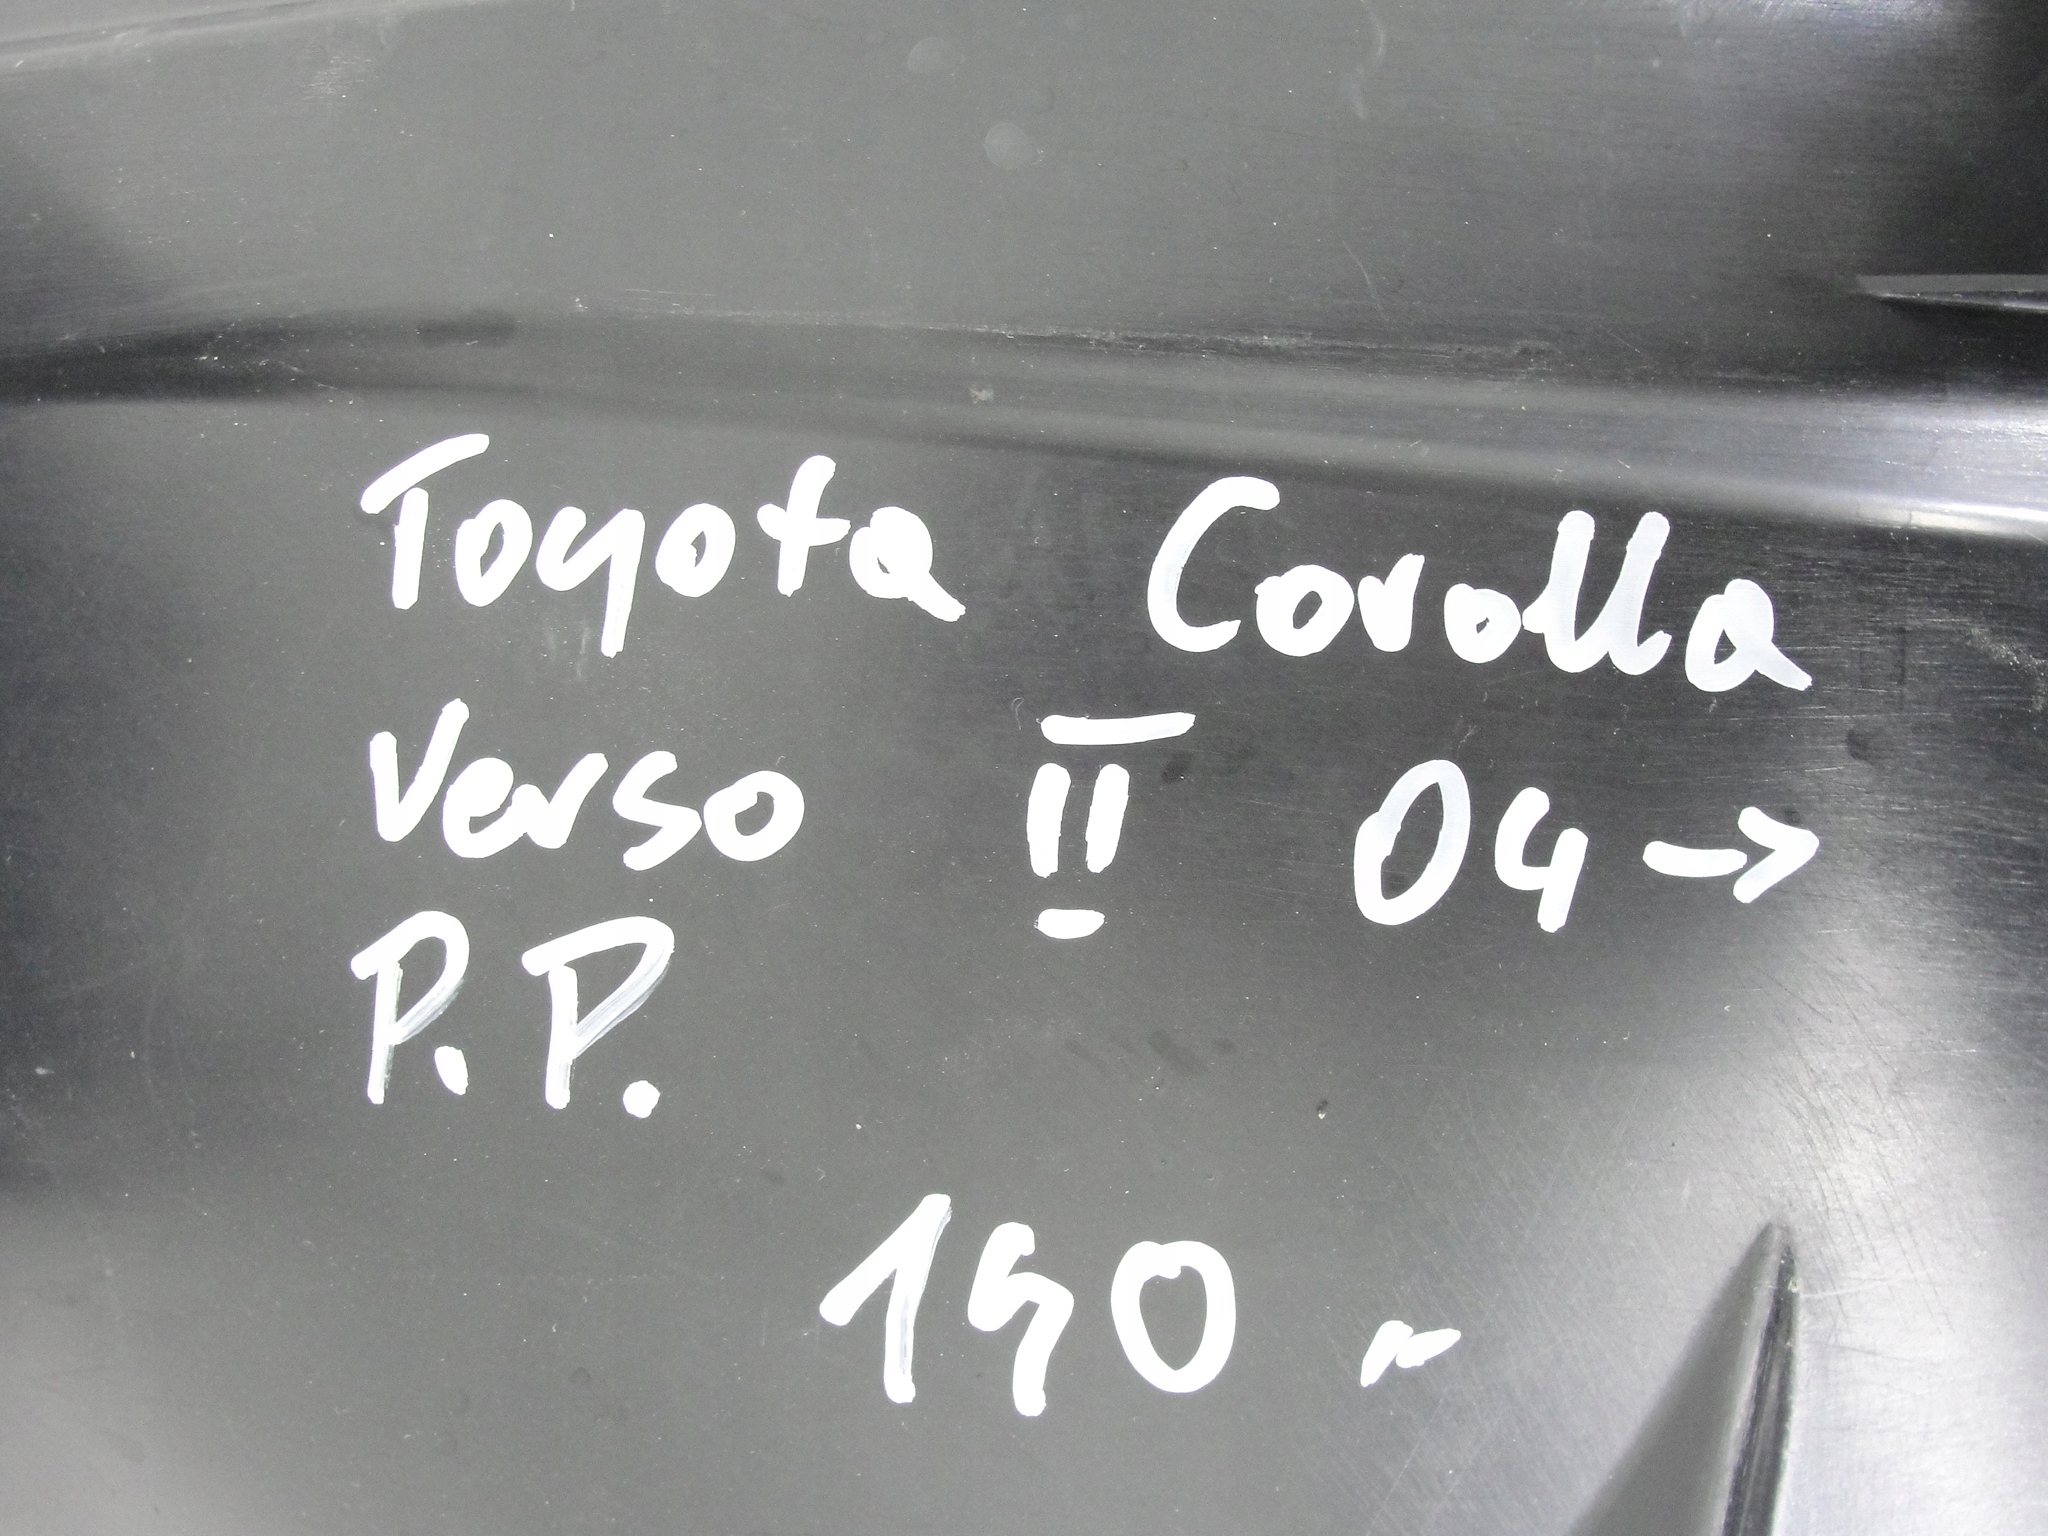 Toyota Corolla
Verso II 04->
P.P.
190 ~